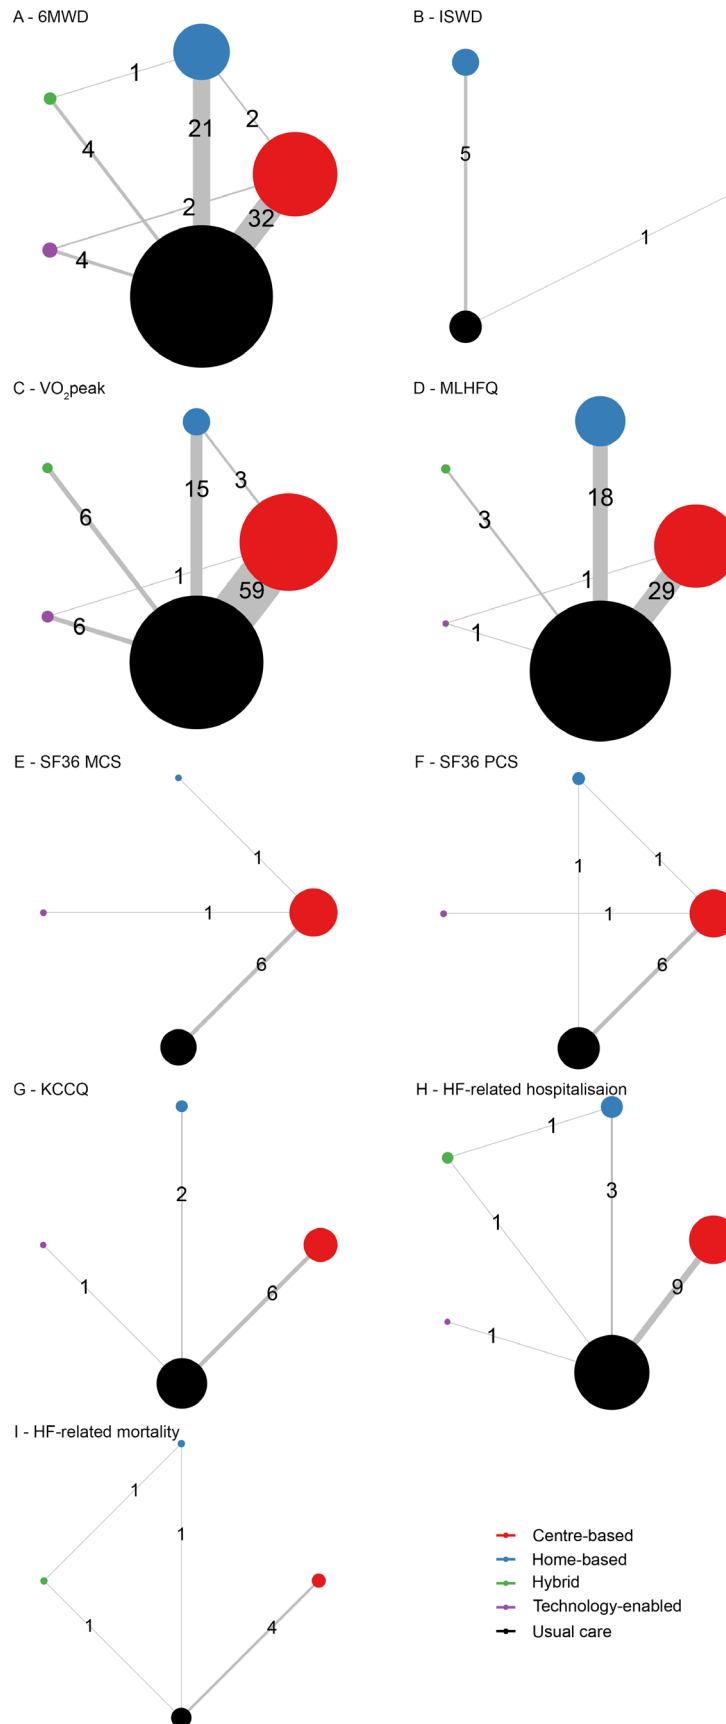 A - 6MWD
1
2
21
4
2
32
4
B - ISWD
5
1
C - VO₂peak
3
15
6
1
59
6
D - MLHFQ
18
3
1
29
1
E - SF36 MCS
1
1
6
F - SF36 PCS
1
1
1
6
G - KCCQ
2
1
6
H - HF-related hospitalisaion
1
3
1
9
1
I - HF-related mortality
1
1
1
4
Centre-based
Home-based
Hybrid
Technology-enabled
Usual care